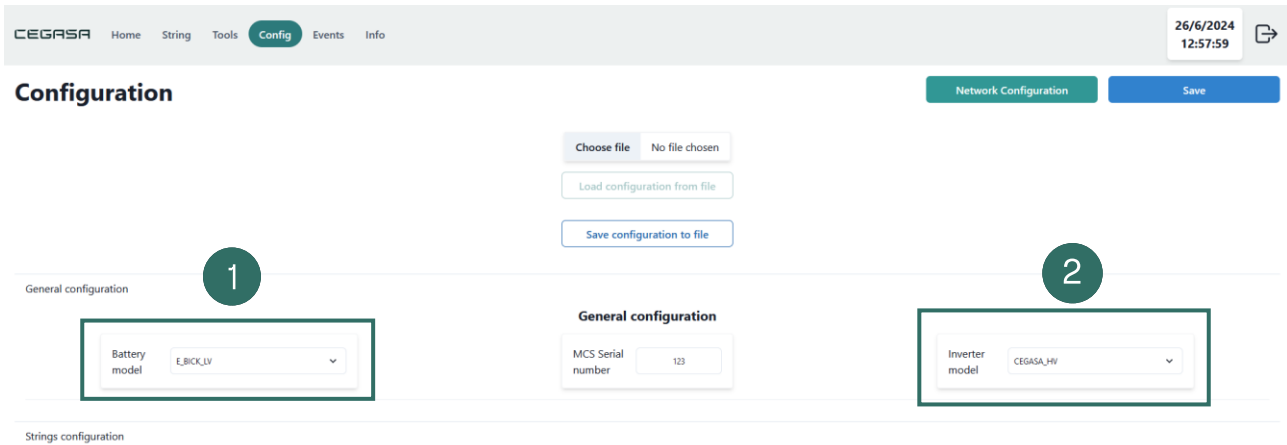 CEGASA Home String Tools Config Events Info
26/6/2024
12:57:59
Configuration
Network Configuration
Save
Choose file No file chosen
Load configuration from file
Save configuration to file
1
2
General configuration
General configuration
Battery
model
E_BICK_LV
MCS Serial
number
123
Inverter
model
CEGASA_HV
Strings configuration